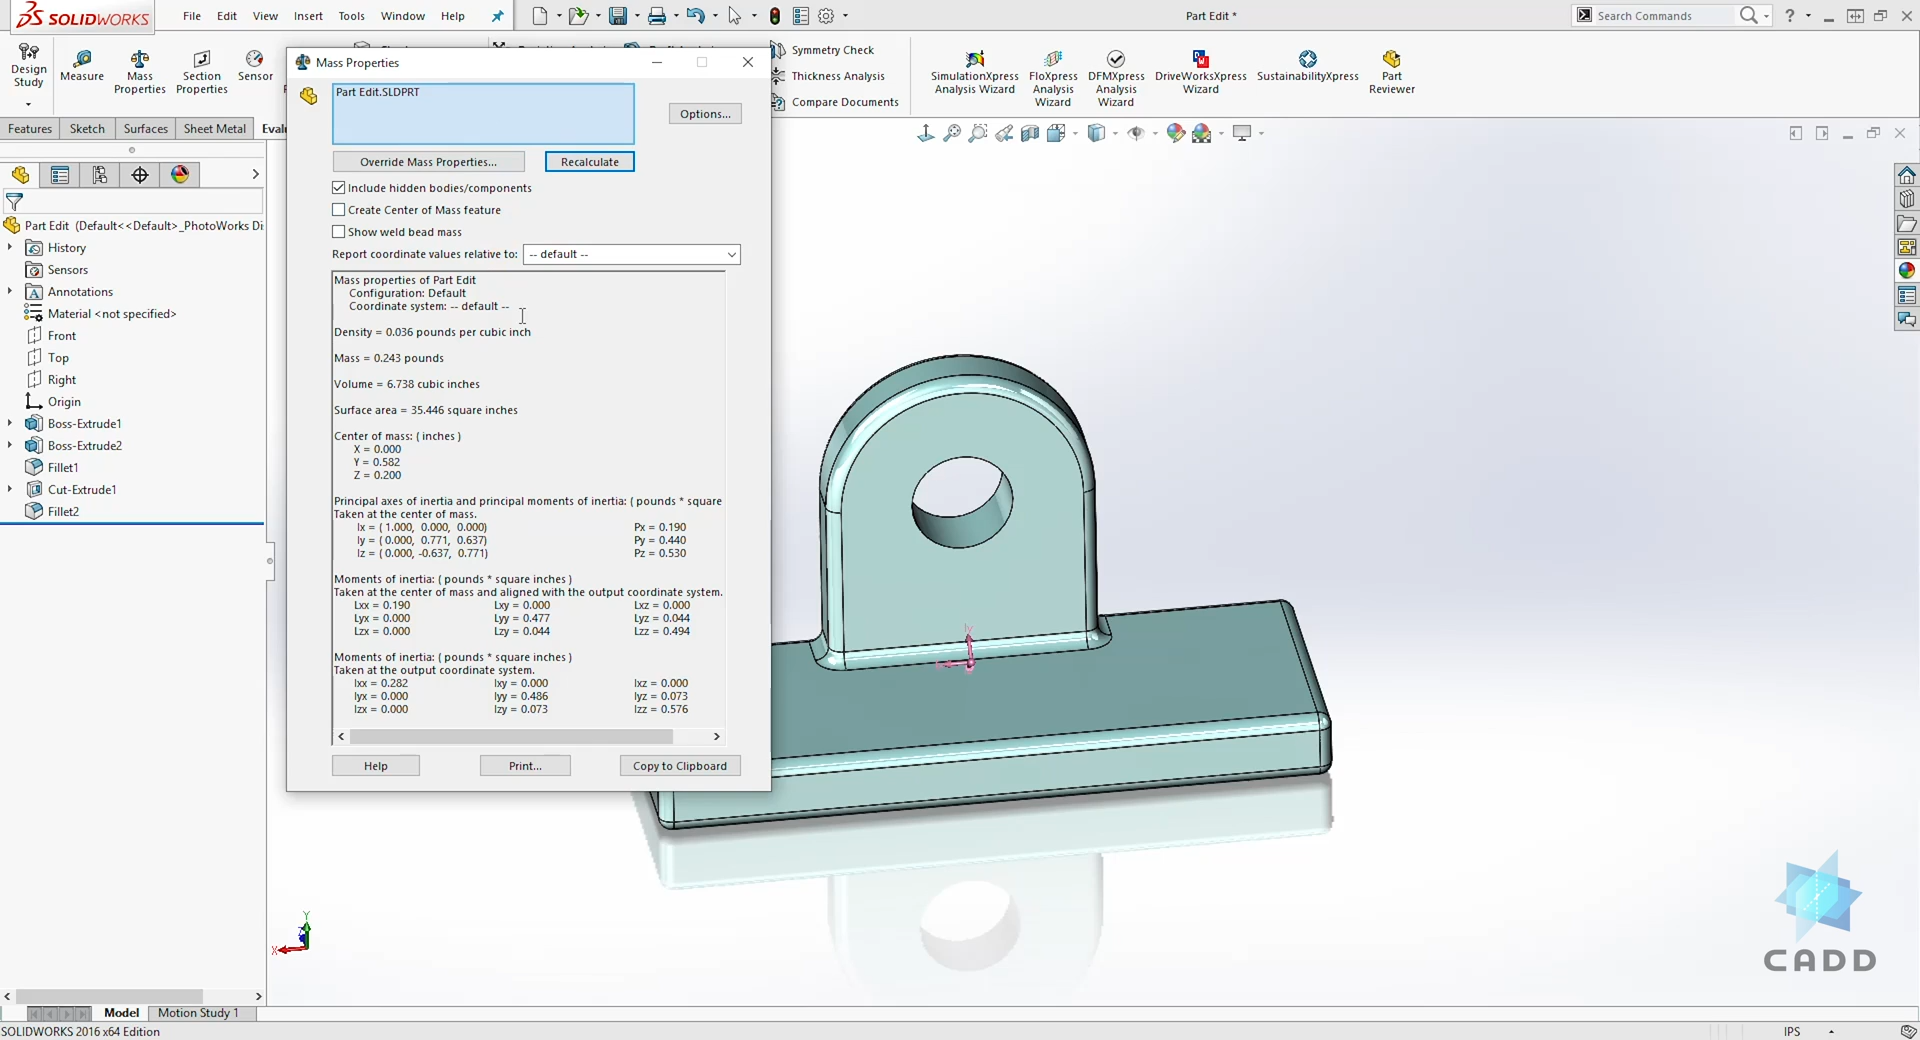 SOLIDWORKS
File Edit View Insert Tools Window Help
Part Edit *
Search Commands
Design Study
Measure
Mass Properties
Section Properties
Sensor
Symmetry Check
Thickness Analysis
Compare Documents
SimulationXpress Analysis Wizard
FloXpress Analysis Wizard
DFMXpress Analysis Wizard
DriveWorksXpress Wizard
SustainabilityXpress
Part Reviewer
Features Sketch Surfaces Sheet Metal
Part Edit (Default<<Default>_PhotoWorks Di
History
Sensors
Annotations
Material <not specified>
Front
Top
Right
Origin
Boss-Extrude1
Boss-Extrude2
Fillet1
Cut-Extrude1
Fillet2
Mass Properties
Part Edit.SLDPRT
Options...
Override Mass Properties... Recalculate
Include hidden bodies/components
Create Center of Mass feature
Show weld bead mass
Report coordinate values relative to: -- default --
Mass properties of Part Edit
Configuration: Default
Coordinate system: -- default --
Density = 0.036 pounds per cubic inch
Mass = 0.243 pounds
Volume = 6.738 cubic inches
Surface area = 35.446 square inches
Center of mass: ( inches )
X = 0.000
Y = 0.582
Z = 0.200
Principal axes of inertia and principal moments of inertia: ( pounds * square
Taken at the center of mass.
Ix = ( 1.000, 0.000, 0.000) Px = 0.190
Iy = ( 0.000, 0.771, 0.637) Py = 0.440
Iz = ( 0.000, -0.637, 0.771) Pz = 0.530
Moments of inertia: ( pounds * square inches )
Taken at the center of mass and aligned with the output coordinate system.
Lxx = 0.190 Lxy = 0.000 Lxz = 0.000
Lyx = 0.000 Lyy = 0.477 Lyz = 0.044
Lzx = 0.000 Lzy = 0.044 Lzz = 0.494
Moments of inertia: ( pounds * square inches )
Taken at the output coordinate system.
Ixx = 0.282 Ixy = 0.000 Ixz = 0.000
Iyx = 0.000 Iyy = 0.486 Iyz = 0.073
Izx = 0.000 Izy = 0.073 Izz = 0.576
Help Print... Copy to Clipboard
Y
X
CADD
Model Motion Study 1
SOLIDWORKS 2016 x64 Edition
IPS